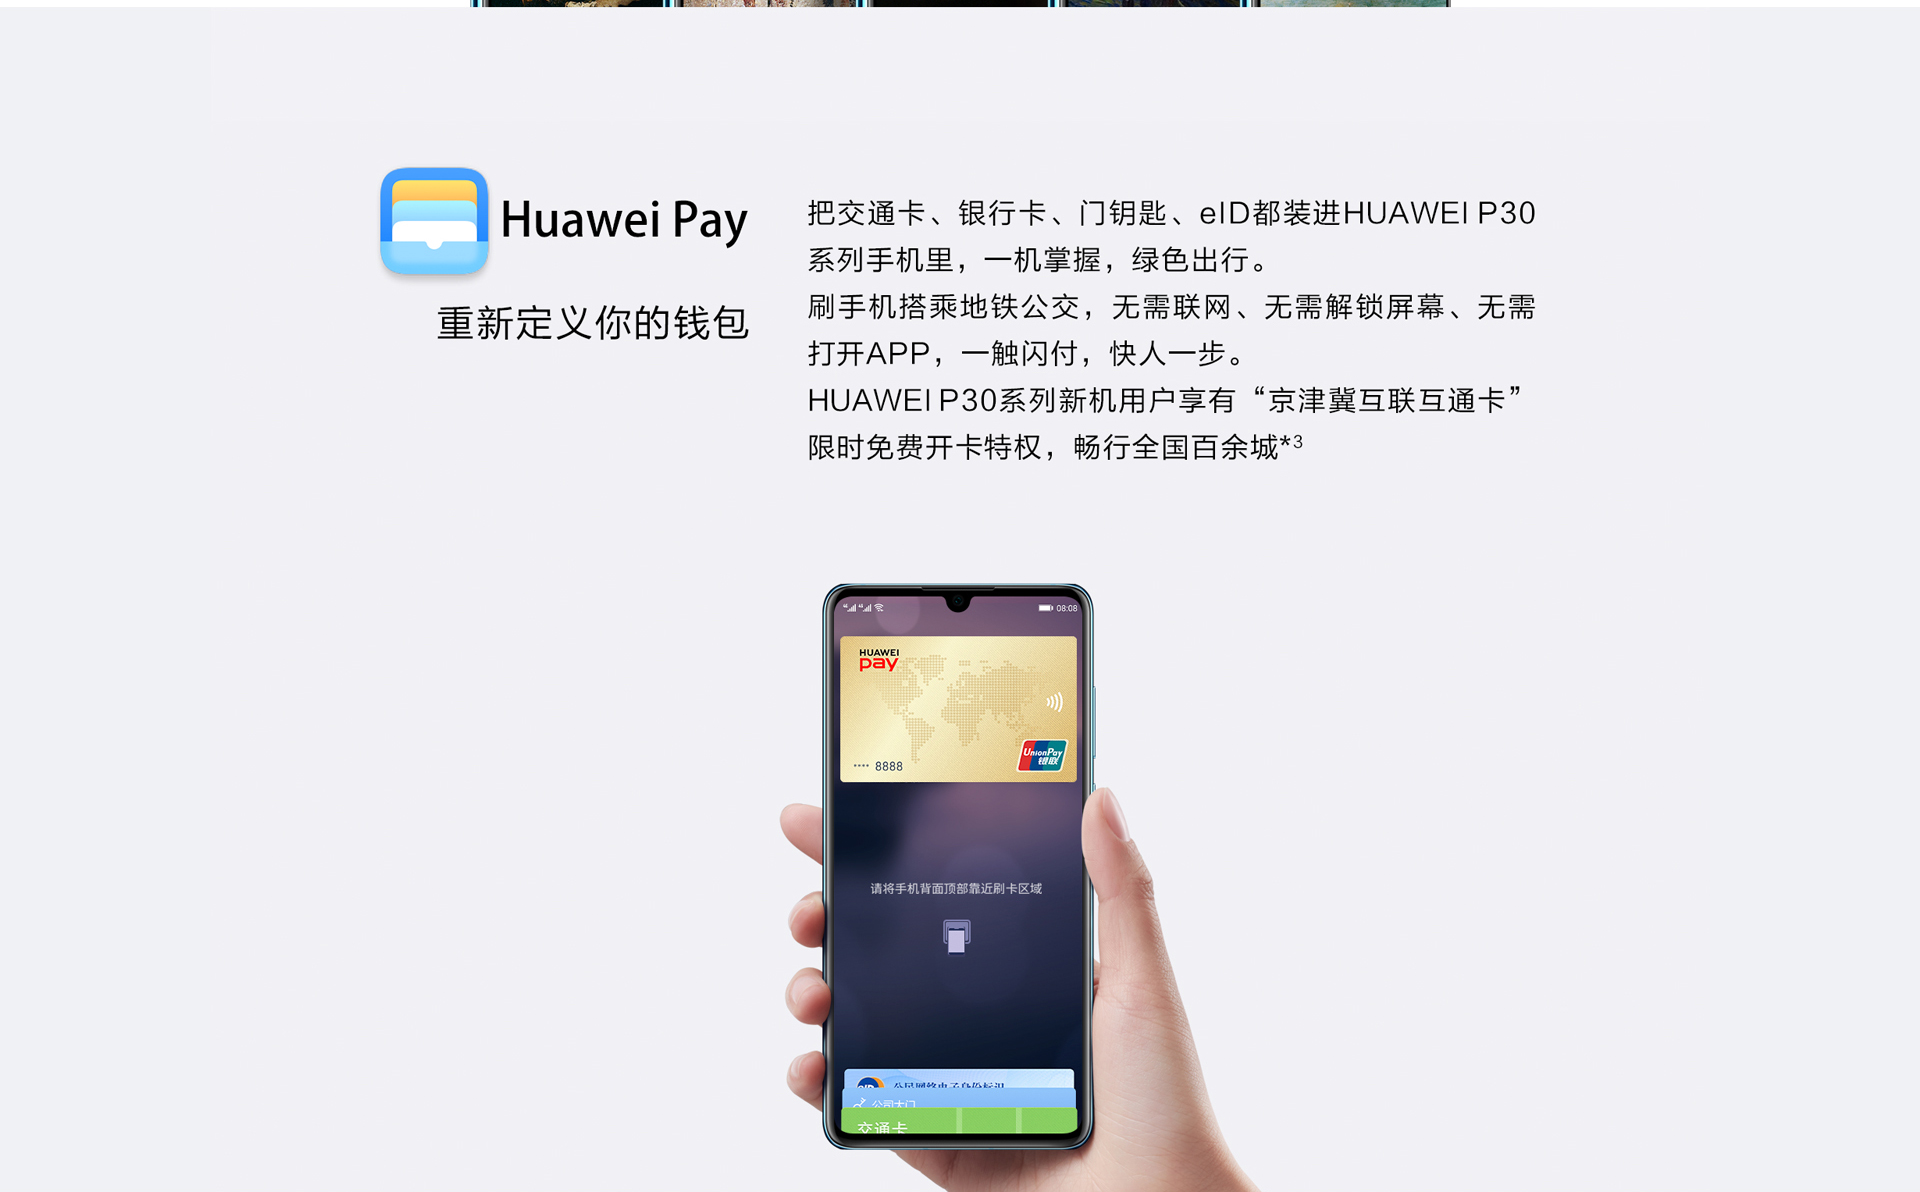 Huawei Pay
重新定义你的钱包
把交通卡、银行卡、门钥匙、eID都装进HUAWEI P30
系列手机里，一机掌握，绿色出行。
刷手机搭乘地铁公交，无需联网、无需解锁屏幕、无需
打开APP，一触闪付，快人一步。
HUAWEI P30系列新机用户享有“京津冀互联互通卡”
限时免费开卡特权，畅行全国百余城*3
08:08
HUAWEI
pay
UnionPay
银联
•••• 8888
请将手机背面顶部靠近刷卡区域
eID 公民网络电子身份标识
公司大门
交通卡